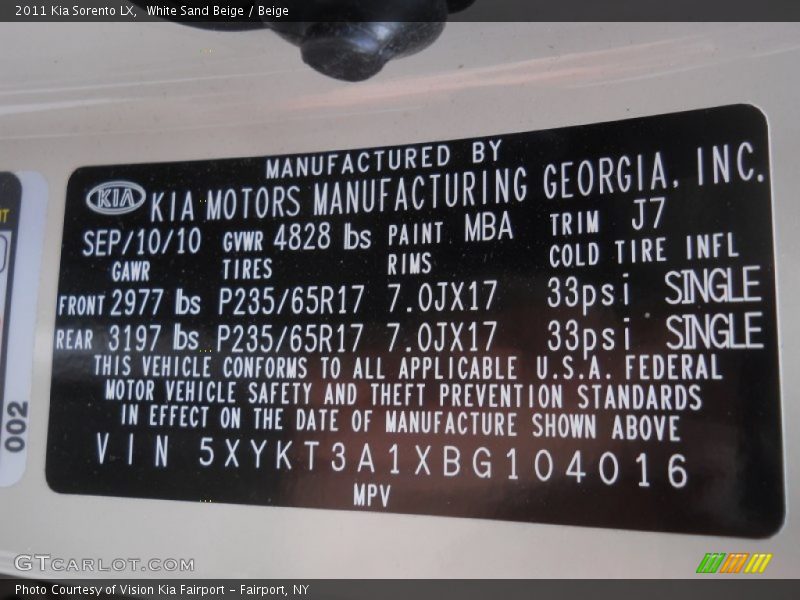 2011 Kia Sorento LX, White Sand Beige / Beige
MANUFACTURED BY
KIA KIA MOTORS MANUFACTURING GEORGIA, INC.
SEP/10/10 GVWR 4828 lbs PAINT MBA TRIM J7
GAWR TIRES RIMS COLD TIRE INFL
FRONT 2977 lbs P235/65R17 7.0JX17 33psi SINGLE
REAR 3197 lbs P235/65R17 7.0JX17 33psi SINGLE
THIS VEHICLE CONFORMS TO ALL APPLICABLE U.S.A. FEDERAL
MOTOR VEHICLE SAFETY AND THEFT PREVENTION STANDARDS
IN EFFECT ON THE DATE OF MANUFACTURE SHOWN ABOVE
VIN 5XYKT3A1XBG104016
MPV
002
GTCARLOT.COM
Photo Courtesy of Vision Kia Fairport - Fairport, NY